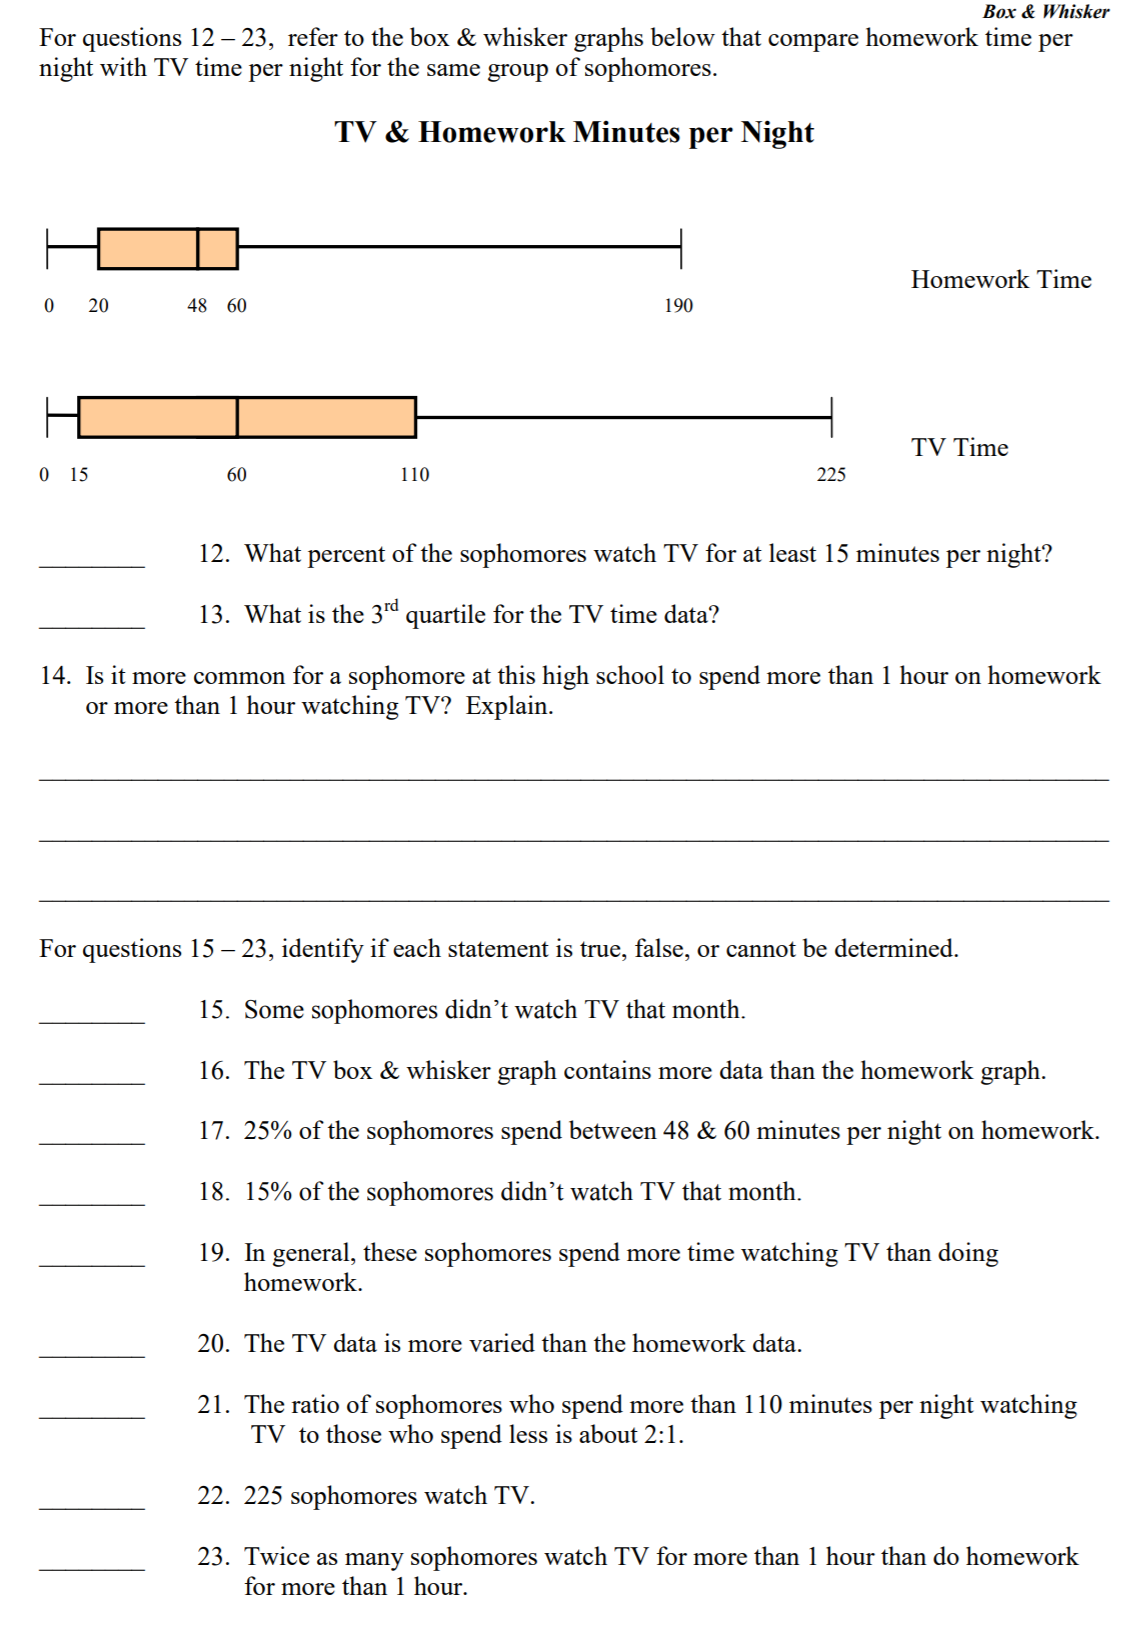 Box & Whisker
For questions 12 – 23, refer to the box & whisker graphs below that compare homework time per
night with TV time per night for the same group of sophomores.
TV & Homework Minutes per Night
Homework Time
0 20 48 60 190
TV Time
0 15 60 110 225
________ 12. What percent of the sophomores watch TV for at least 15 minutes per night?
________ 13. What is the 3rd quartile for the TV time data?
14. Is it more common for a sophomore at this high school to spend more than 1 hour on homework
or more than 1 hour watching TV? Explain.
For questions 15 – 23, identify if each statement is true, false, or cannot be determined.
________ 15. Some sophomores didn’t watch TV that month.
________ 16. The TV box & whisker graph contains more data than the homework graph.
________ 17. 25% of the sophomores spend between 48 & 60 minutes per night on homework.
________ 18. 15% of the sophomores didn’t watch TV that month.
________ 19. In general, these sophomores spend more time watching TV than doing
homework.
________ 20. The TV data is more varied than the homework data.
________ 21. The ratio of sophomores who spend more than 110 minutes per night watching
TV to those who spend less is about 2:1.
________ 22. 225 sophomores watch TV.
________ 23. Twice as many sophomores watch TV for more than 1 hour than do homework
for more than 1 hour.